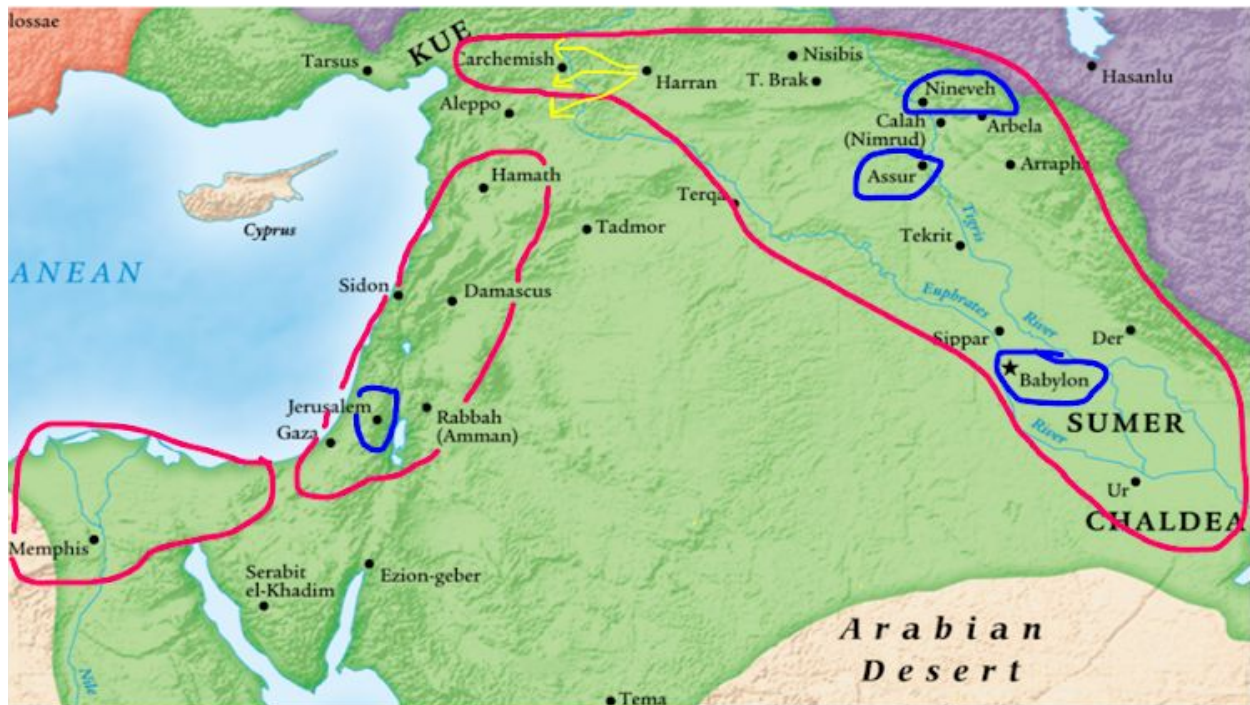 lossae
KUE
Tarsus
Carchemish
Harran
Nisibis
T. Brak
Hasanlu
Nineveh
Aleppo
Calah
(Nimrud)
Arbela
Assur
Arrapha
Hamath
Terqa
Tadmor
Cyprus
Tigris
Tekrit
ANEAN
Sidon
Damascus
Euphrates
River
Sippar
Der
Babylon
Jerusalem
Gaza
Rabbah
(Amman)
SUMER
River
Ur
CHALDEA
Memphis
Serabit
el-Khadim
Ezion-geber
Arabian
Desert
Nile
Tema